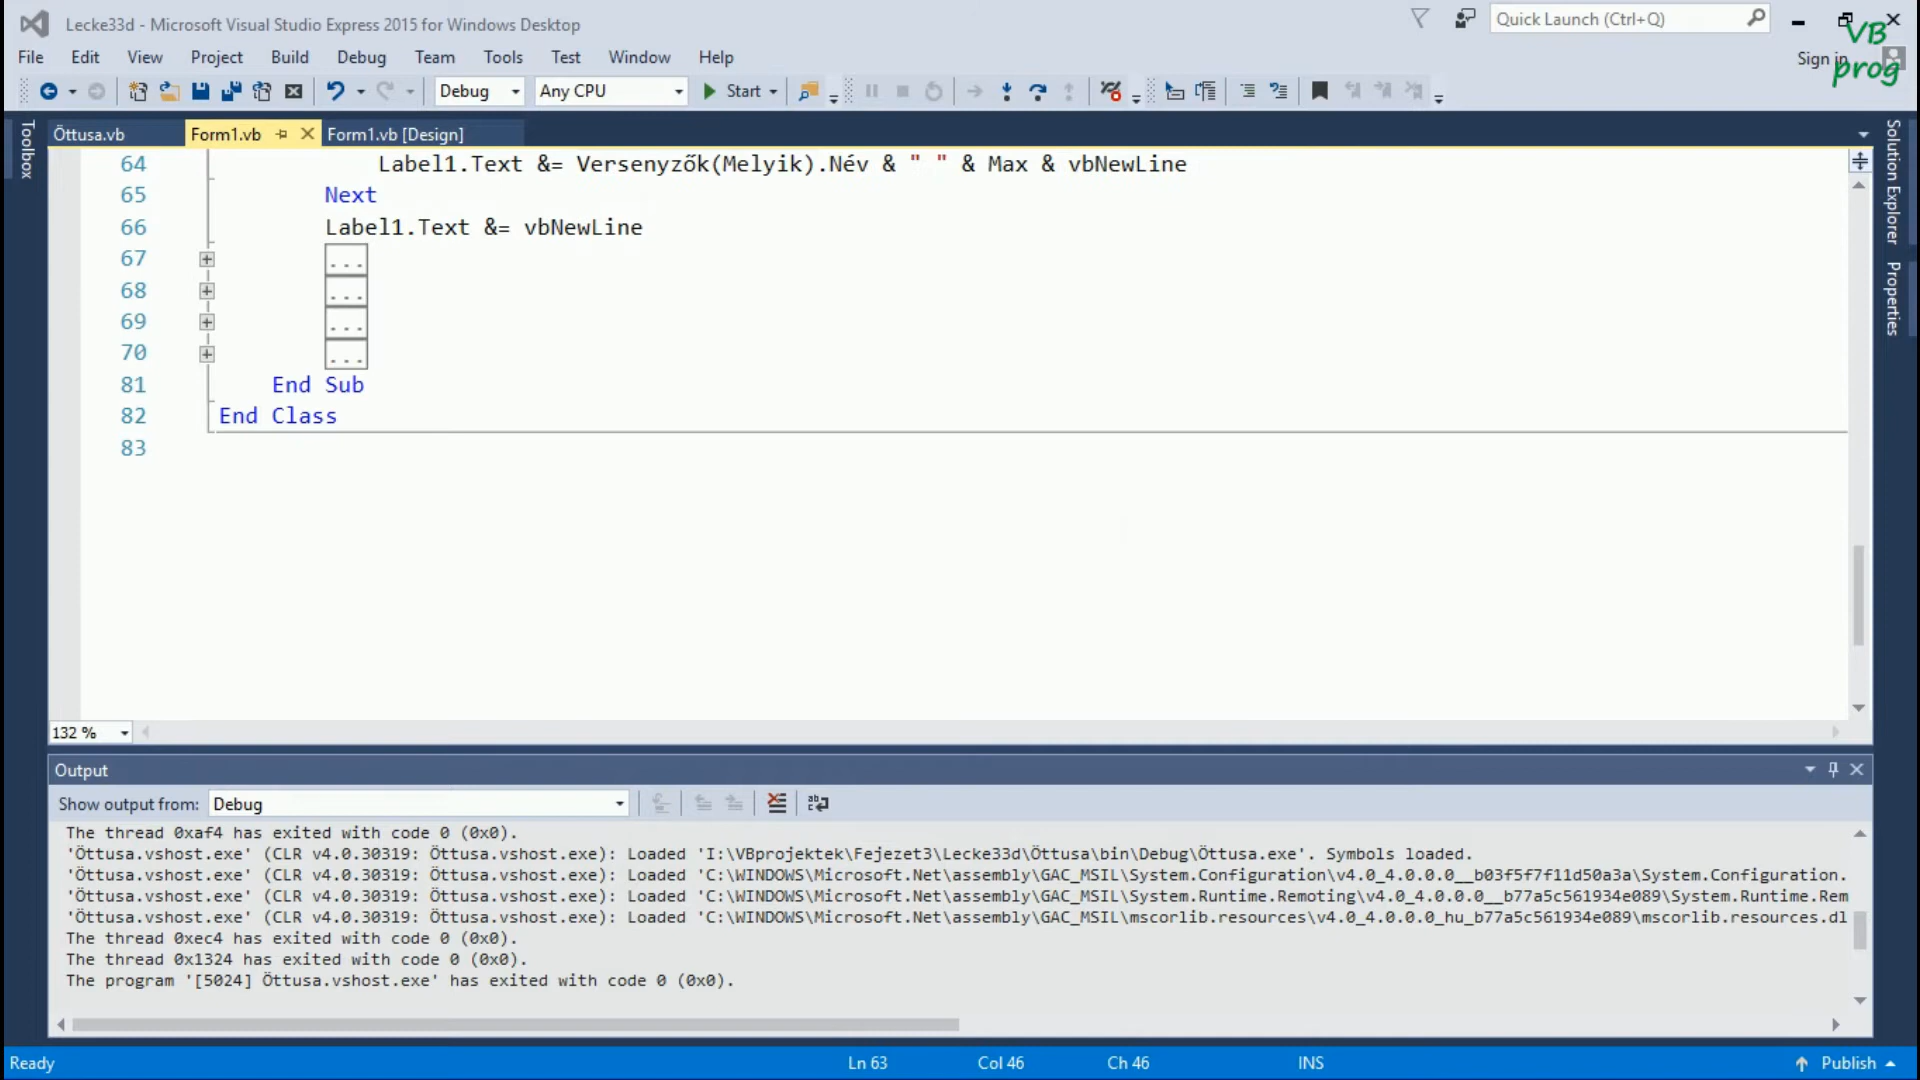 Lecke33d - Microsoft Visual Studio Express 2015 for Windows Desktop
Quick Launch (Ctrl+Q)
VB
prog
File Edit View Project Build Debug Team Tools Test Window Help
Sign in
Debug Any CPU Start
Toolbox
Öttusa.vb Form1.vb Form1.vb [Design]
Solution Explorer
Properties
64 Label1.Text &= Versenyzők(Melyik).Név & " " & Max & vbNewLine
65 Next
66 Label1.Text &= vbNewLine
67 ...
68 ...
69 ...
70 ...
81 End Sub
82 End Class
83
132 %
Output
Show output from: Debug
The thread 0xaf4 has exited with code 0 (0x0).
'Öttusa.vshost.exe' (CLR v4.0.30319: Öttusa.vshost.exe): Loaded 'I:\VBprojektek\Fejezet3\Lecke33d\Öttusa\bin\Debug\Öttusa.exe'. Symbols loaded.
'Öttusa.vshost.exe' (CLR v4.0.30319: Öttusa.vshost.exe): Loaded 'C:\WINDOWS\Microsoft.Net\assembly\GAC_MSIL\System.Configuration\v4.0_4.0.0.0__b03f5f7f11d50a3a\System.Configuration.
'Öttusa.vshost.exe' (CLR v4.0.30319: Öttusa.vshost.exe): Loaded 'C:\WINDOWS\Microsoft.Net\assembly\GAC_MSIL\System.Runtime.Remoting\v4.0_4.0.0.0__b77a5c561934e089\System.Runtime.Rem
'Öttusa.vshost.exe' (CLR v4.0.30319: Öttusa.vshost.exe): Loaded 'C:\WINDOWS\Microsoft.Net\assembly\GAC_MSIL\mscorlib.resources\v4.0_4.0.0.0_hu_b77a5c561934e089\mscorlib.resources.dl
The thread 0xec4 has exited with code 0 (0x0).
The thread 0x1324 has exited with code 0 (0x0).
The program '[5024] Öttusa.vshost.exe' has exited with code 0 (0x0).
Ready Ln 63 Col 46 Ch 46 INS Publish